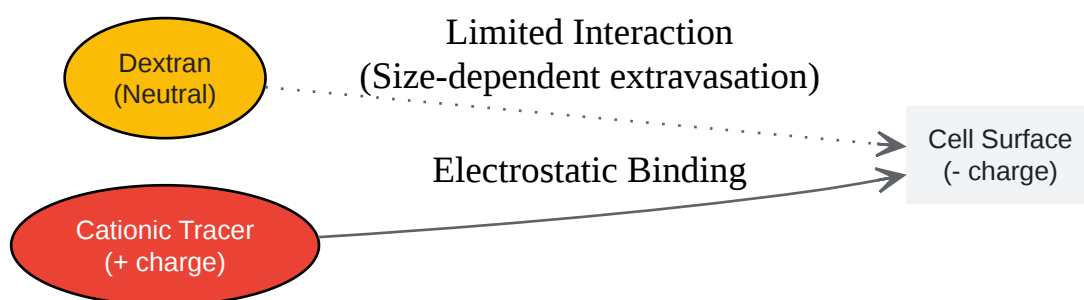 Dextran
(Neutral)
Limited Interaction
(Size-dependent extravasation)
Cell Surface
(- charge)
Electrostatic Binding
Cationic Tracer
(+ charge)